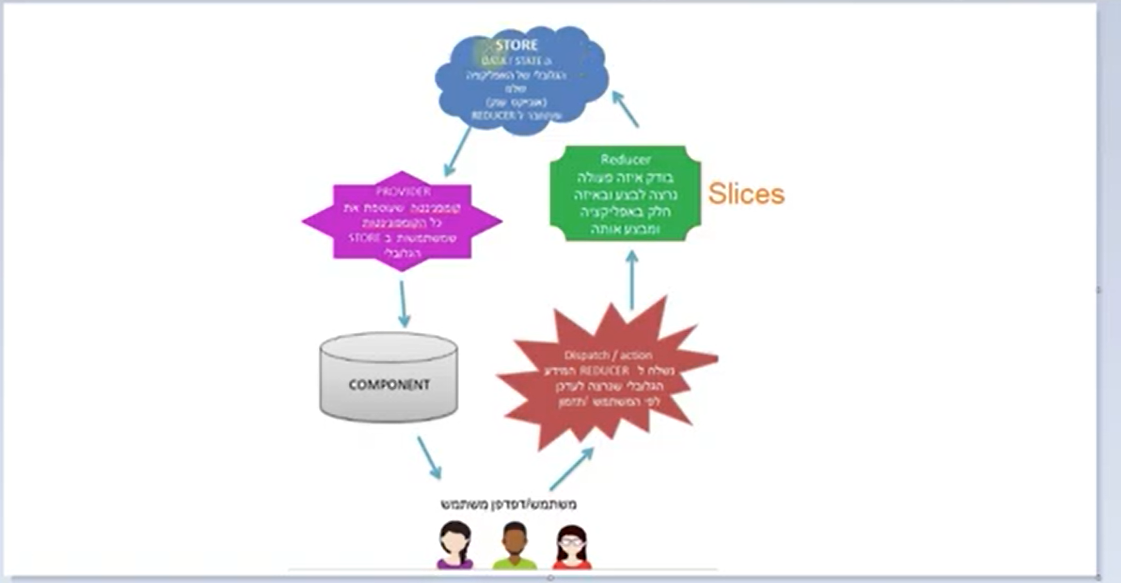 STORE
DATA / STATE ה
הגלובלי של האפליקציה
שלנו
(אובייקט ענק)
שמחובר ל REDUCER
Reducer
בודק איזה פעולה
נרצה לבצע ובאיזה
חלק באפליקציה
ומבצע אותה
Slices
PROVIDER
קומפוננטה שעוטפת את
כל הקומפוננטות
שמשתמשות ב STORE
הגלובלי
COMPONENT
Dispatch / action
נשלח ל REDUCER המידע
הגלובלי שנרצה לעדכן
לפי המשתמש /תזמון
משתמש/דפדפן משתמש